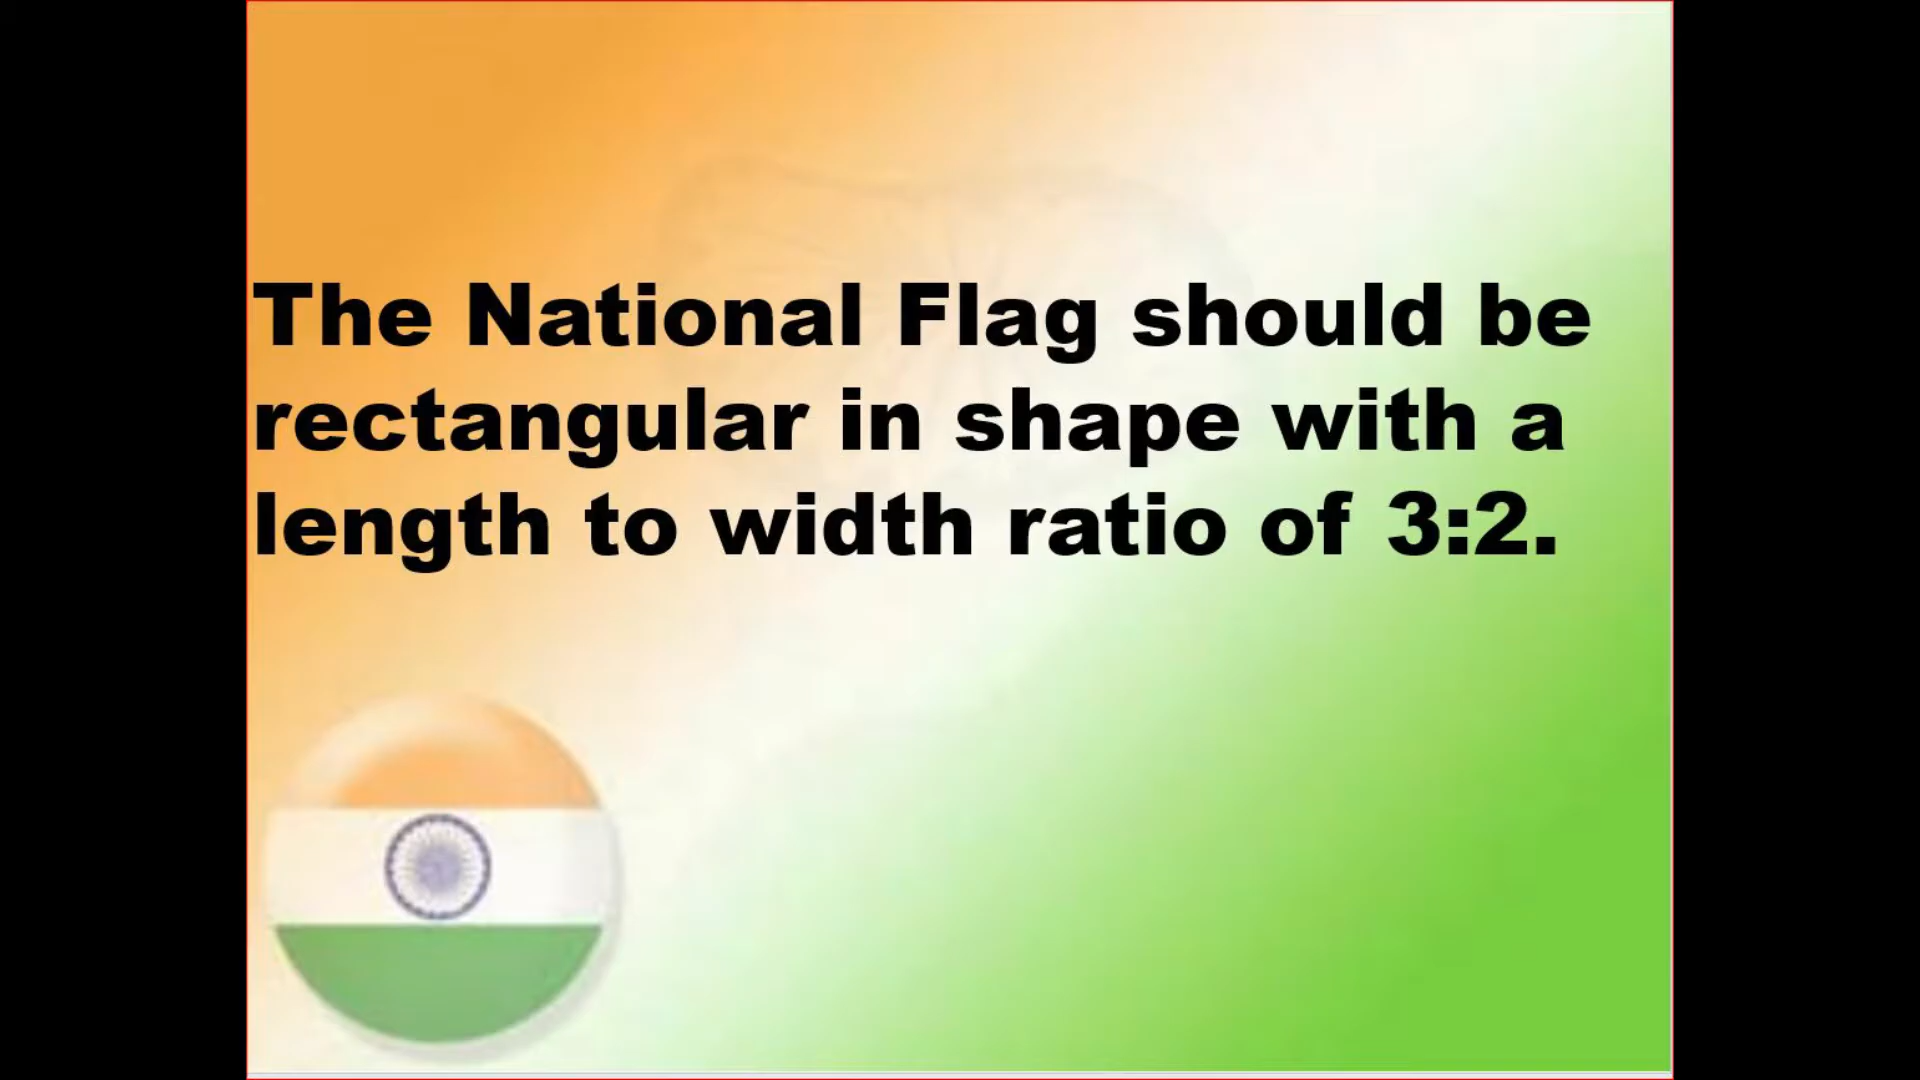 The National Flag should be
rectangular in shape with a
length to width ratio of 3:2.